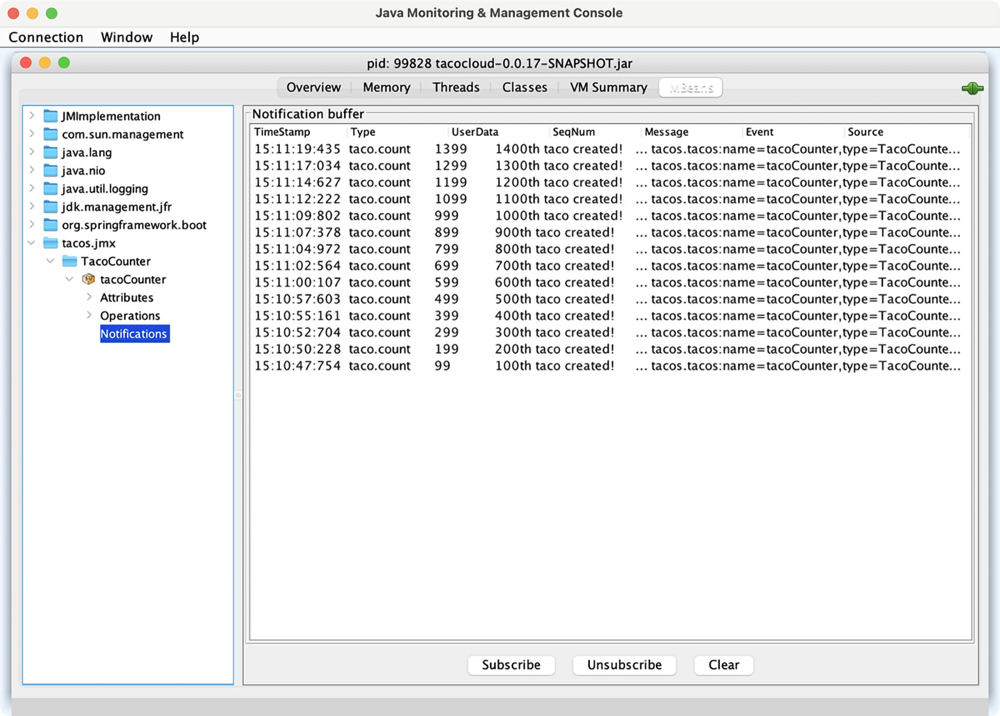 Java Monitoring & Management Console
Connection Window Help
pid: 99828 tacocloud-0.0.17-SNAPSHOT.jar
Overview Memory Threads Classes VM Summary MBeans
JMImplementation
com.sun.management
java.lang
java.nio
java.util.logging
jdk.management.jfr
org.springframework.boot
tacos.jmx
TacoCounter
tacoCounter
Attributes
Operations
Notifications
Notification buffer
TimeStamp Type UserData SeqNum Message Event Source
15:11:19:435 taco.count 1399 1400th taco created! ... tacos.tacos:name=tacoCounter,type=TacoCounte...
15:11:17:034 taco.count 1299 1300th taco created! ... tacos.tacos:name=tacoCounter,type=TacoCounte...
15:11:14:627 taco.count 1199 1200th taco created! ... tacos.tacos:name=tacoCounter,type=TacoCounte...
15:11:12:222 taco.count 1099 1100th taco created! ... tacos.tacos:name=tacoCounter,type=TacoCounte...
15:11:09:802 taco.count 999 1000th taco created! ... tacos.tacos:name=tacoCounter,type=TacoCounte...
15:11:07:378 taco.count 899 900th taco created! ... tacos.tacos:name=tacoCounter,type=TacoCounte...
15:11:04:972 taco.count 799 800th taco created! ... tacos.tacos:name=tacoCounter,type=TacoCounte...
15:11:02:564 taco.count 699 700th taco created! ... tacos.tacos:name=tacoCounter,type=TacoCounte...
15:11:00:107 taco.count 599 600th taco created! ... tacos.tacos:name=tacoCounter,type=TacoCounte...
15:10:57:603 taco.count 499 500th taco created! ... tacos.tacos:name=tacoCounter,type=TacoCounte...
15:10:55:161 taco.count 399 400th taco created! ... tacos.tacos:name=tacoCounter,type=TacoCounte...
15:10:52:704 taco.count 299 300th taco created! ... tacos.tacos:name=tacoCounter,type=TacoCounte...
15:10:50:228 taco.count 199 200th taco created! ... tacos.tacos:name=tacoCounter,type=TacoCounte...
15:10:47:754 taco.count 99 100th taco created! ... tacos.tacos:name=tacoCounter,type=TacoCounte...
Subscribe Unsubscribe Clear